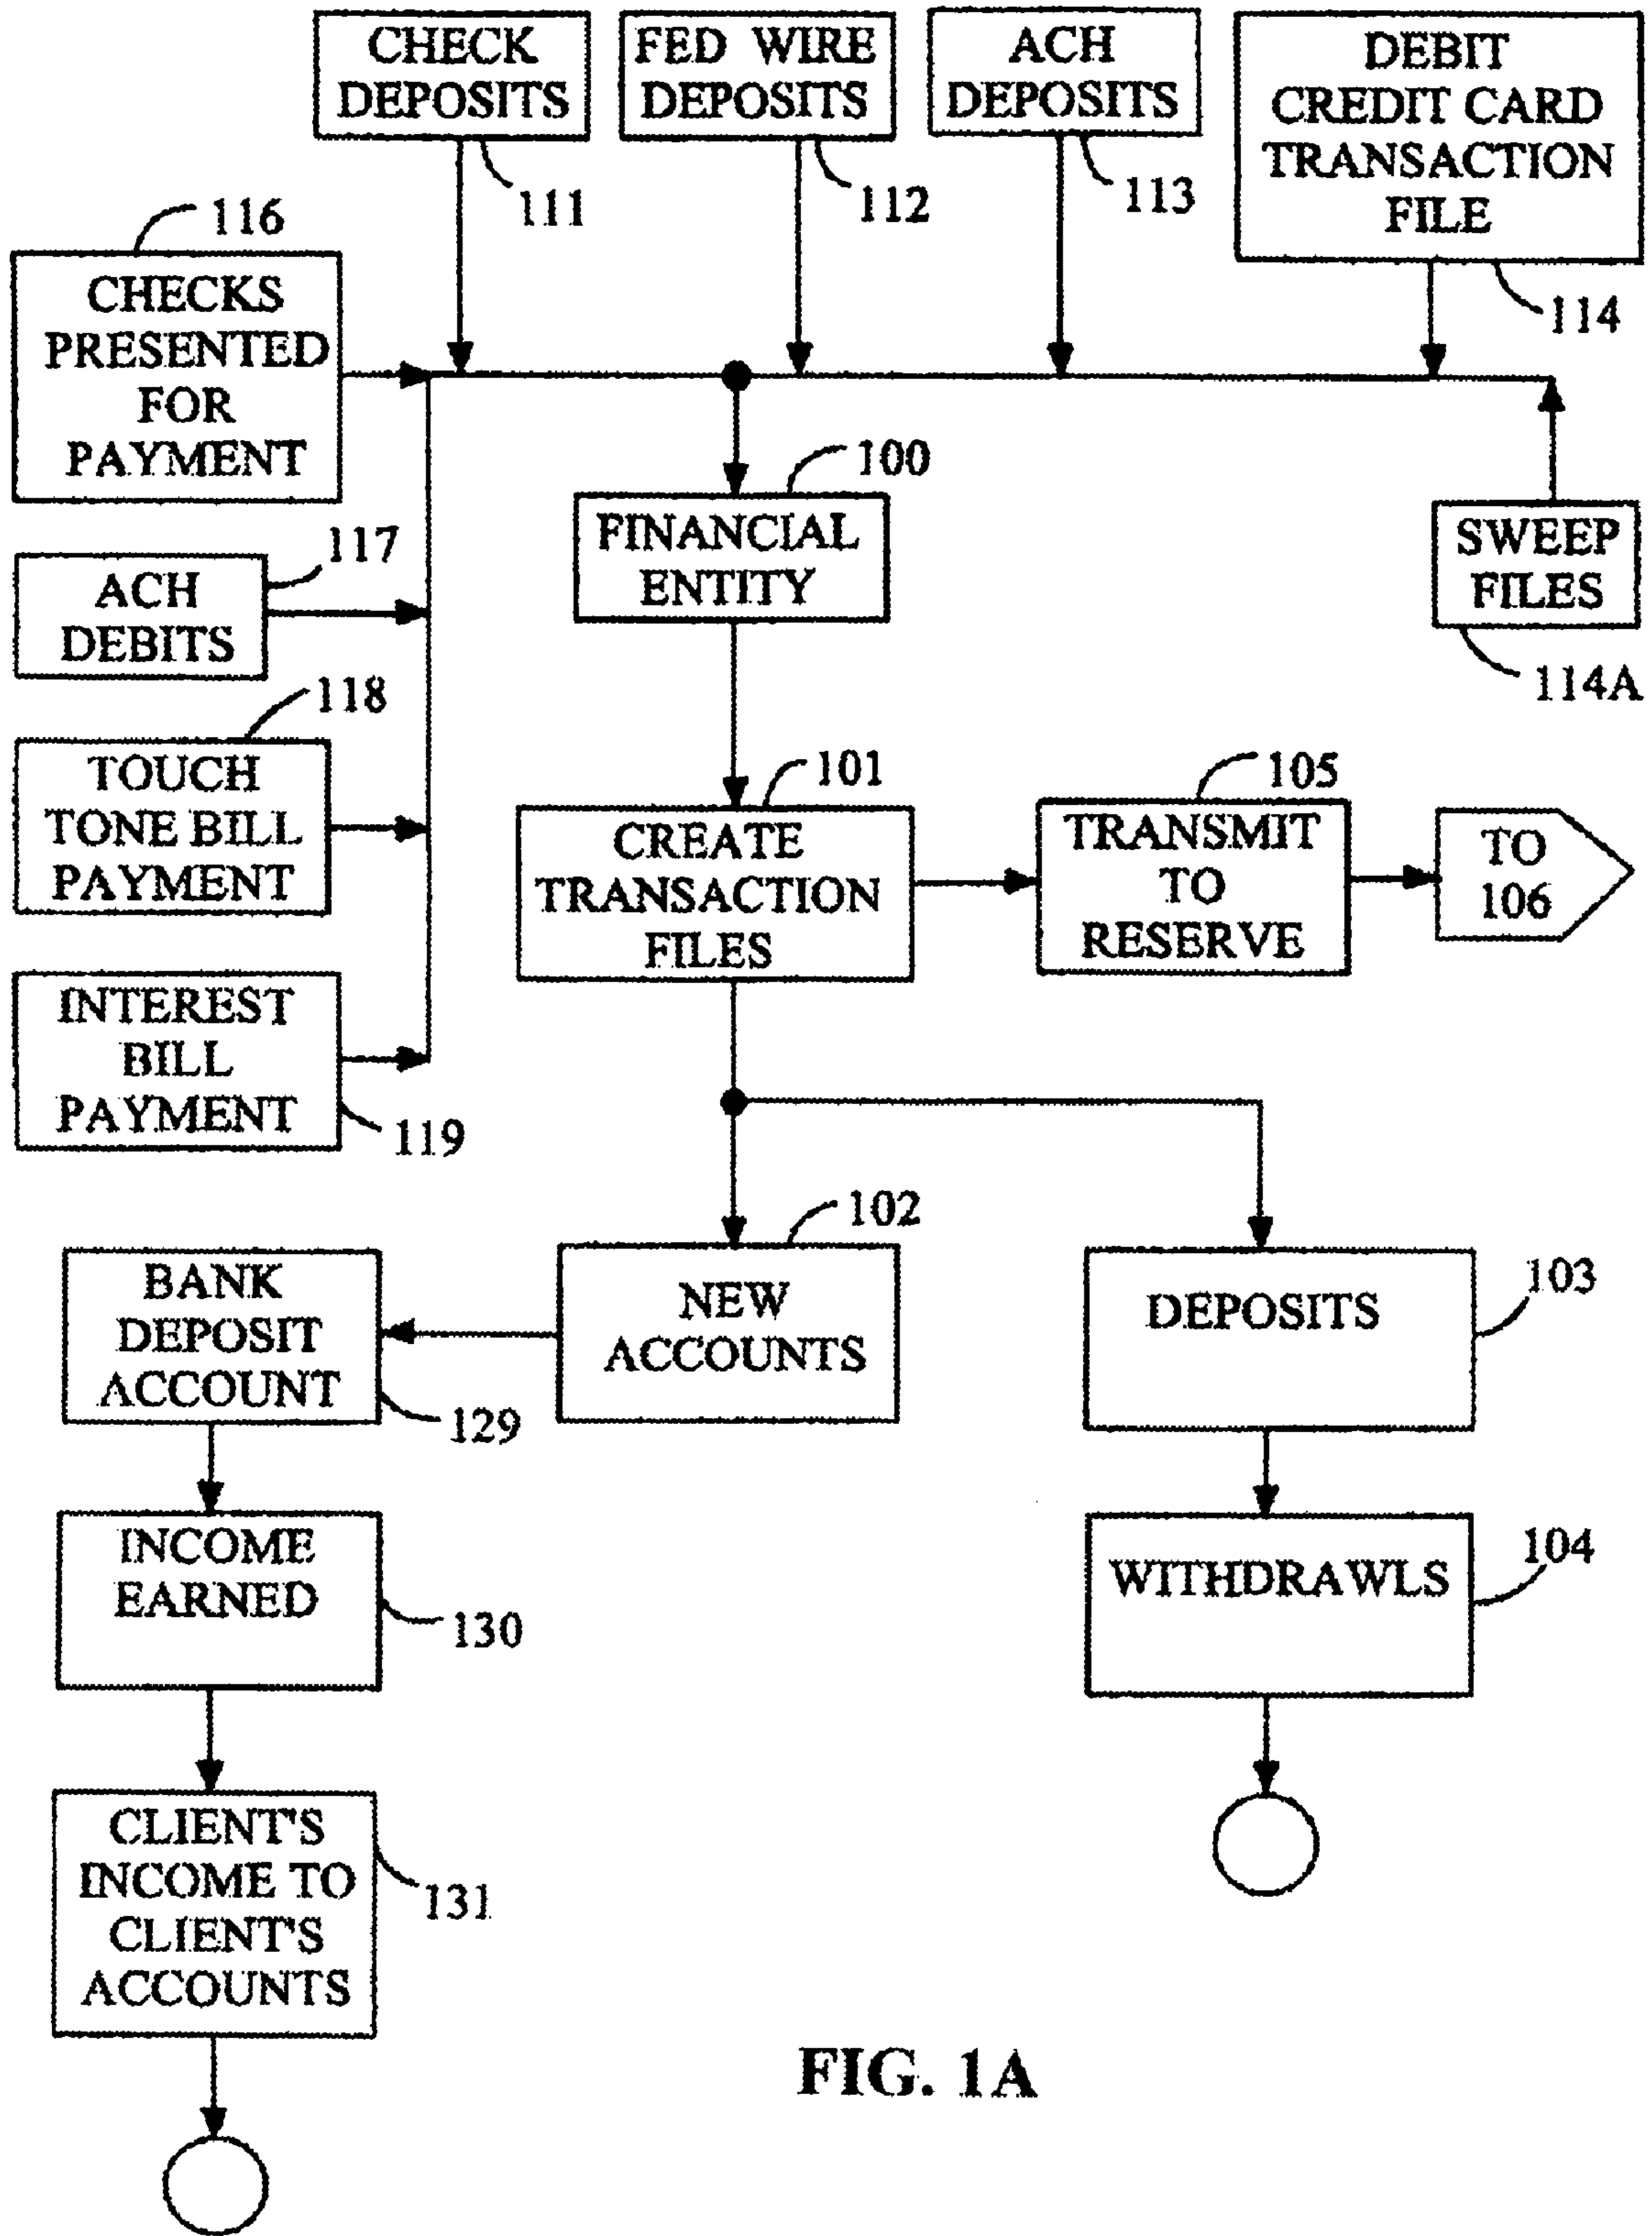 CHECK
DEPOSITS
111
FED WIRE
DEPOSITS
112
ACH
DEPOSITS
113
DEBIT
CREDIT CARD
TRANSACTION
FILE
114
116
CHECKS
PRESENTED
FOR
PAYMENT
100
FINANCIAL
ENTITY
SWEEP
FILES
114A
117
ACH
DEBITS
118
TOUCH
TONE BILL
PAYMENT
101
CREATE
TRANSACTION
FILES
105
TRANSMIT
TO
RESERVE
TO
106
INTEREST
BILL
PAYMENT
119
102
NEW
ACCOUNTS
BANK
DEPOSIT
ACCOUNT
129
DEPOSITS
103
INCOME
EARNED
130
WITHDRAWLS
104
CLIENT'S
INCOME TO
CLIENT'S
ACCOUNTS
131
FIG. 1A